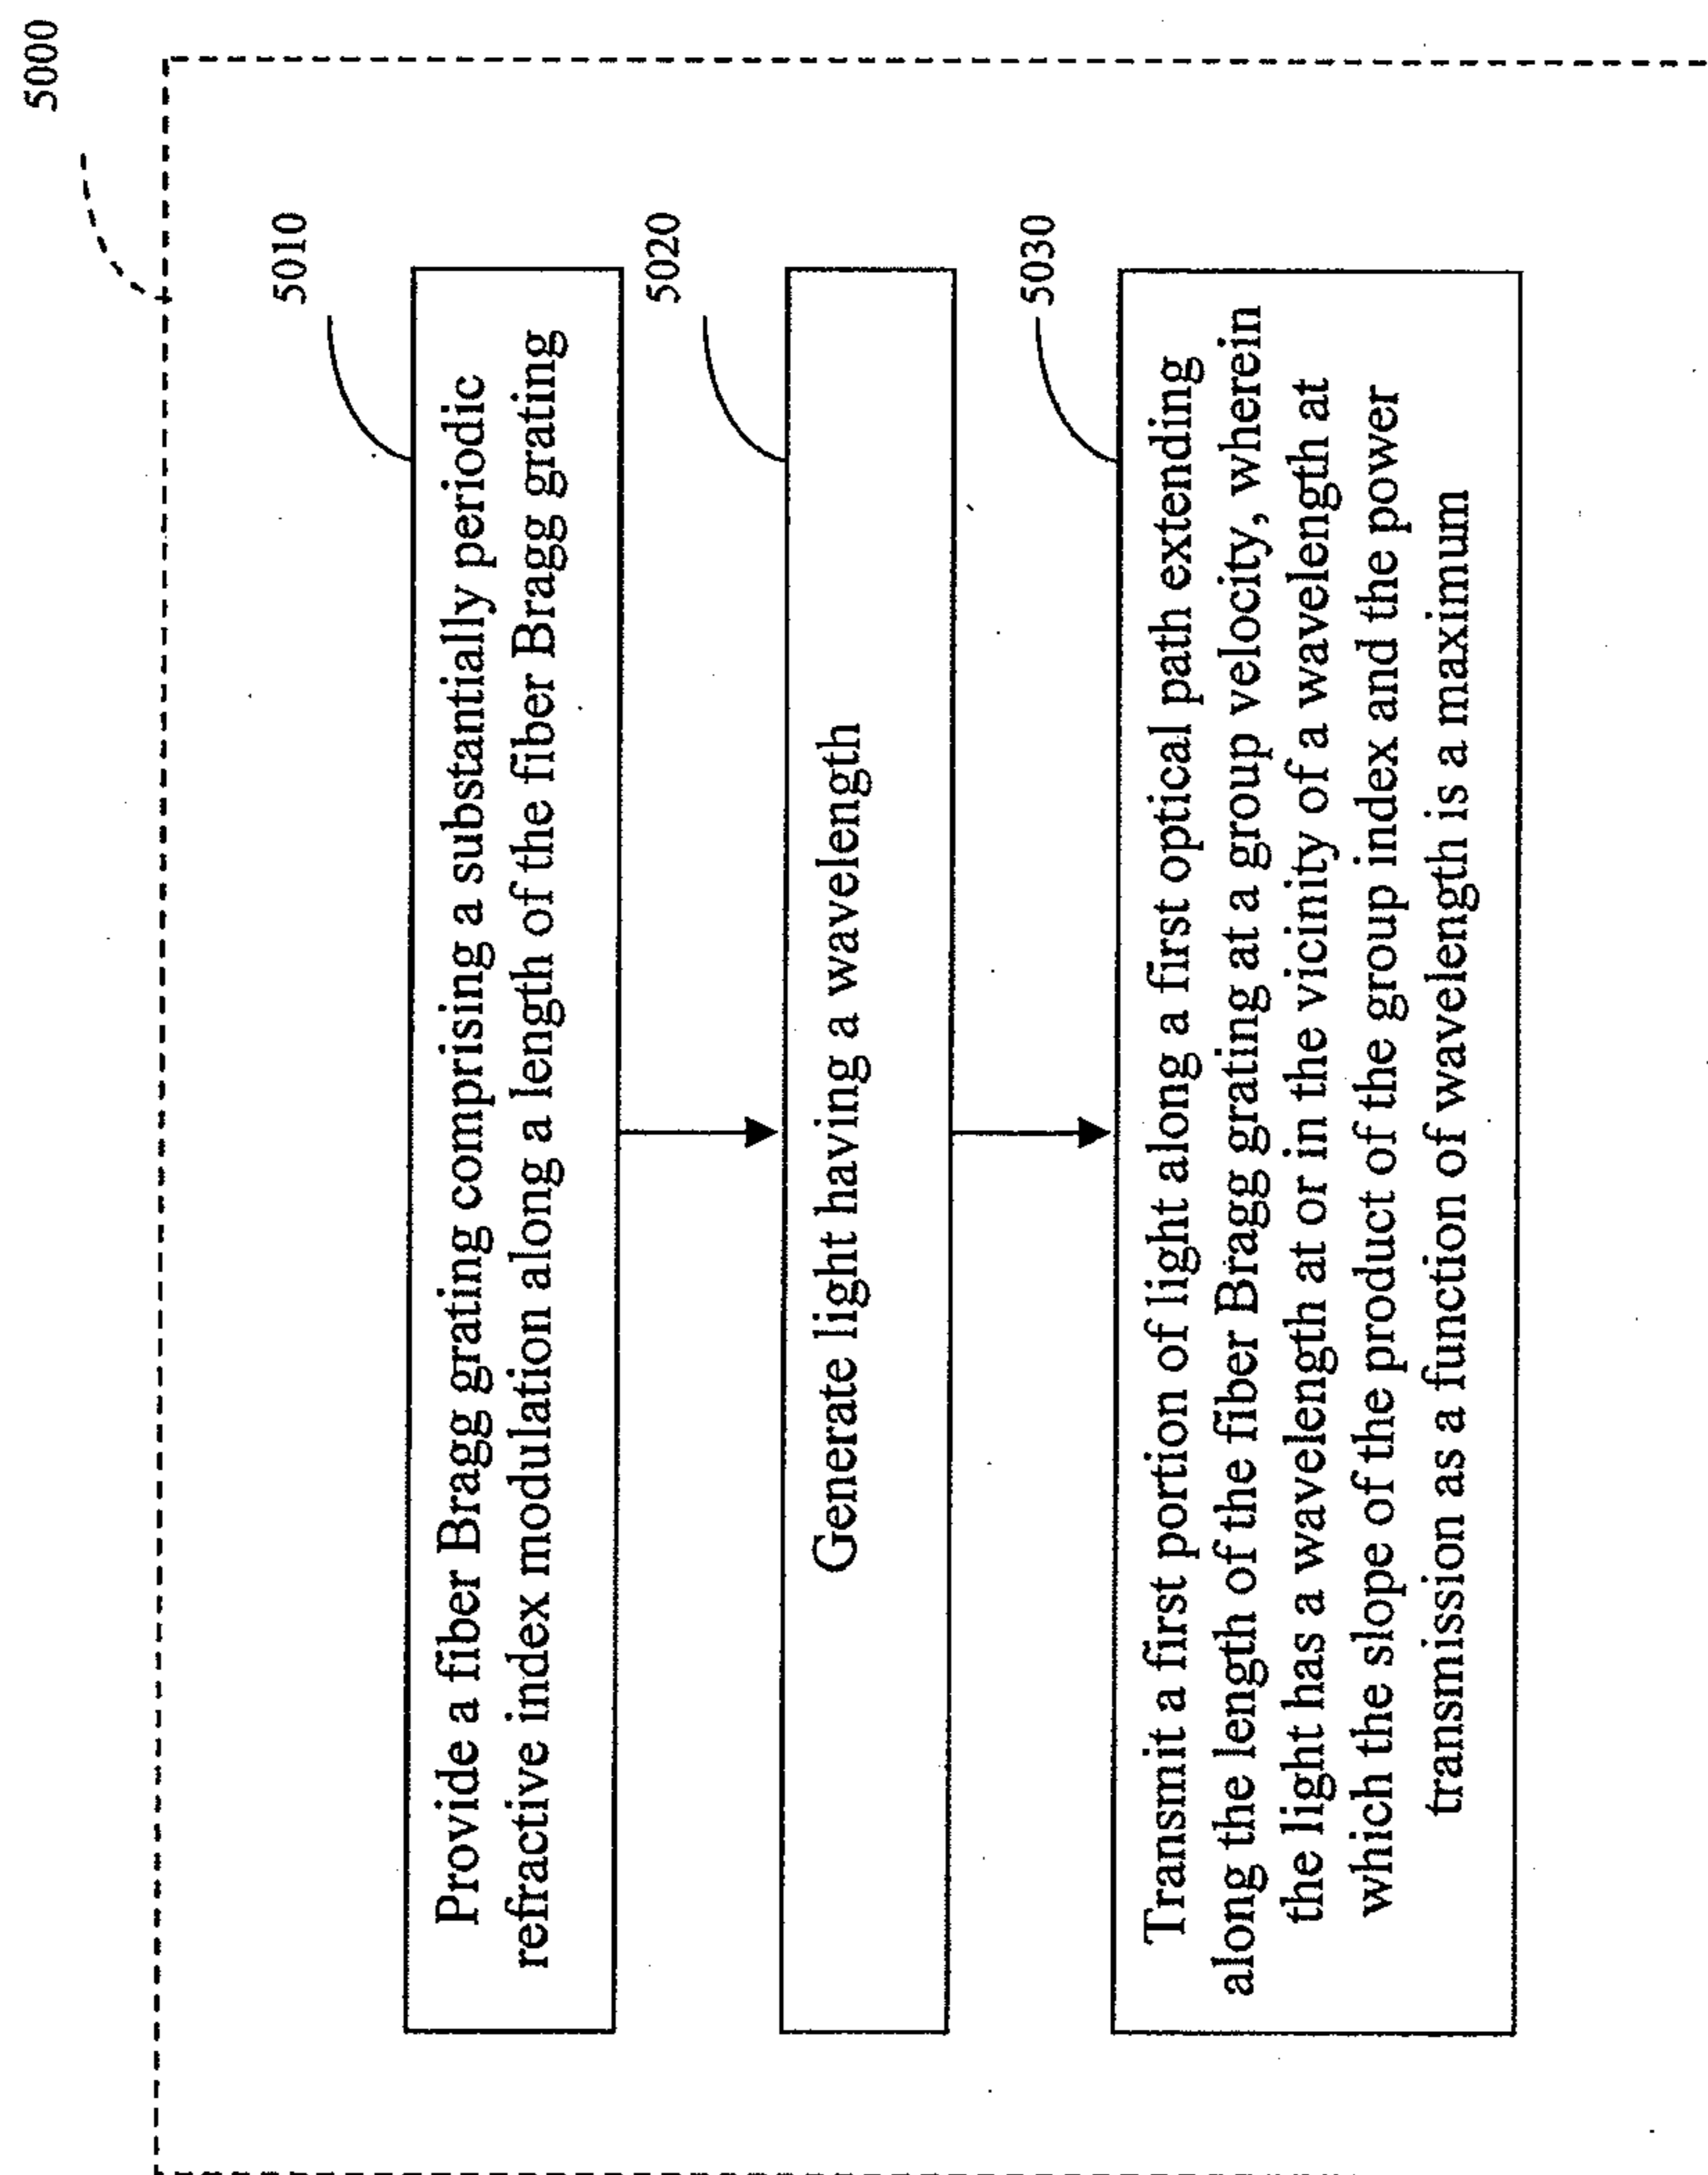 5000
5010
Provide a fiber Bragg grating comprising a substantially periodic
refractive index modulation along a length of the fiber Bragg grating
5020
Generate light having a wavelength
5030
Transmit a first portion of light along a first optical path extending
along the length of the fiber Bragg grating at a group velocity, wherein
the light has a wavelength at or in the vicinity of a wavelength at
which the slope of the product of the group index and the power
transmission as a function of wavelength is a maximum